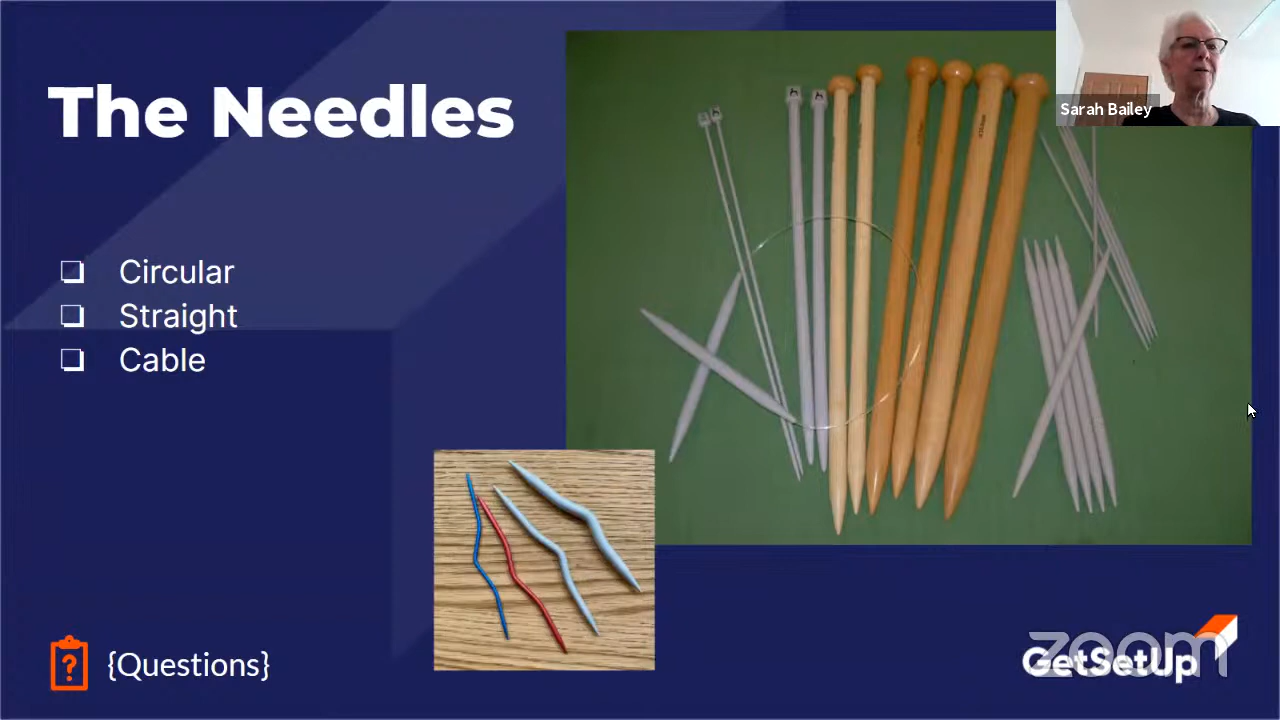 The Needles
Circular
Straight
Cable
{Questions}
Sarah Bailey
GetSetUp
zoom